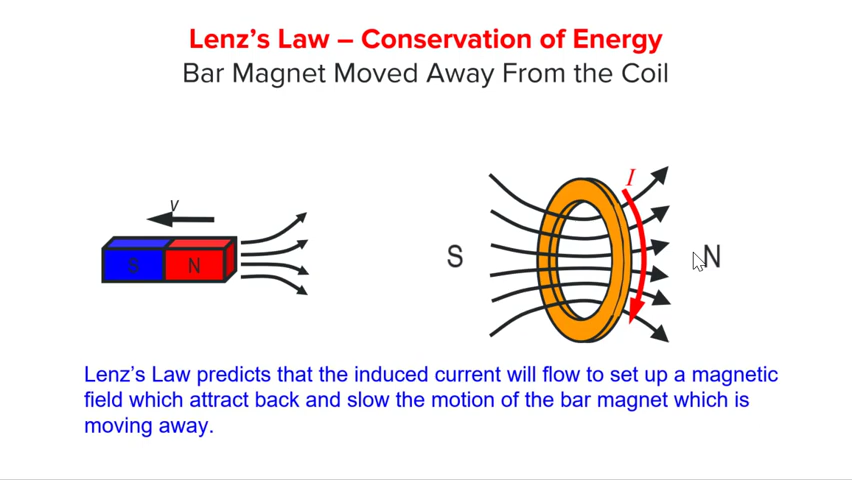 Lenz’s Law – Conservation of Energy
Bar Magnet Moved Away From the Coil
v
I
S N
S
N
Lenz’s Law predicts that the induced current will flow to set up a magnetic
field which attract back and slow the motion of the bar magnet which is
moving away.